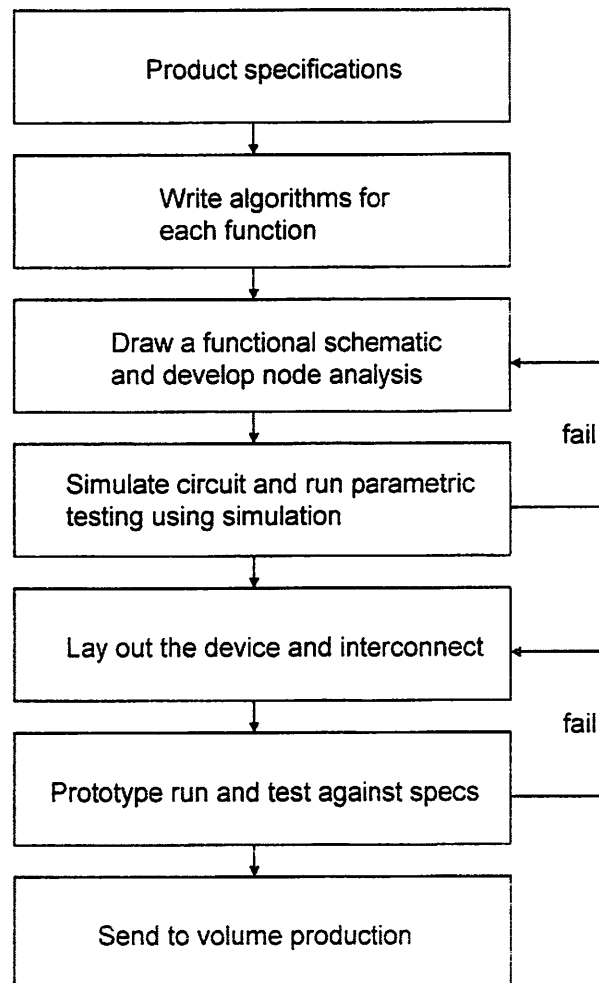 Product specifications
Write algorithms for
each function
Draw a functional schematic
and develop node analysis
fail
Simulate circuit and run parametric
testing using simulation
Lay out the device and interconnect
fail
Prototype run and test against specs
Send to volume production